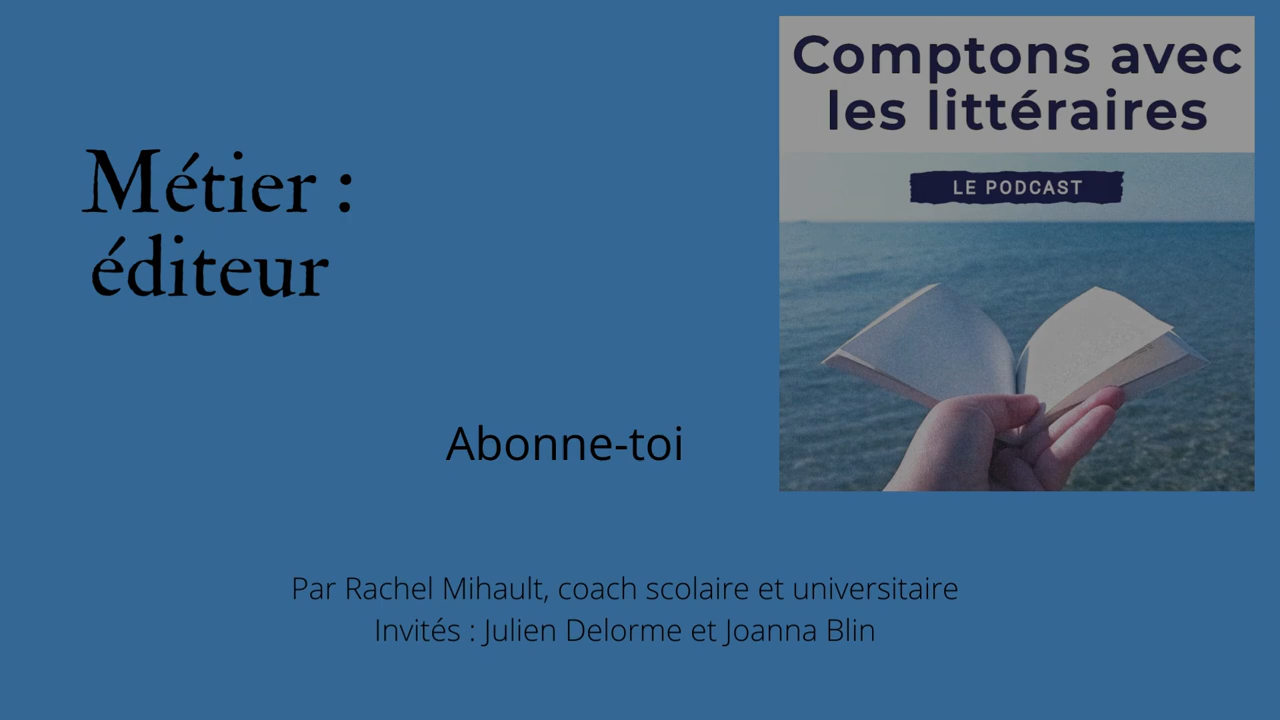 Métier :
éditeur
Comptons avec
les littéraires
LE PODCAST
Abonne-toi
Par Rachel Mihault, coach scolaire et universitaire
Invités : Julien Delorme et Joanna Blin